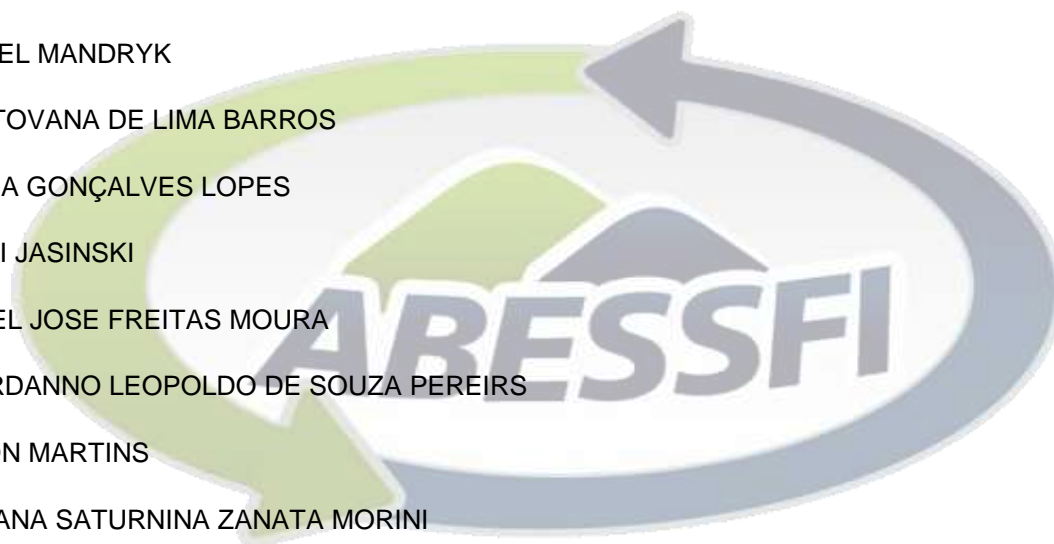 EL MANDRYK
TOVANA DE LIMA BARROS
A GONÇALVES LOPES
I JASINSKI
EL JOSE FREITAS MOURA
RDANNO LEOPOLDO DE SOUZA PEREIRS
ON MARTINS
ANA SATURNINA ZANATA MORINI
ABESSFI